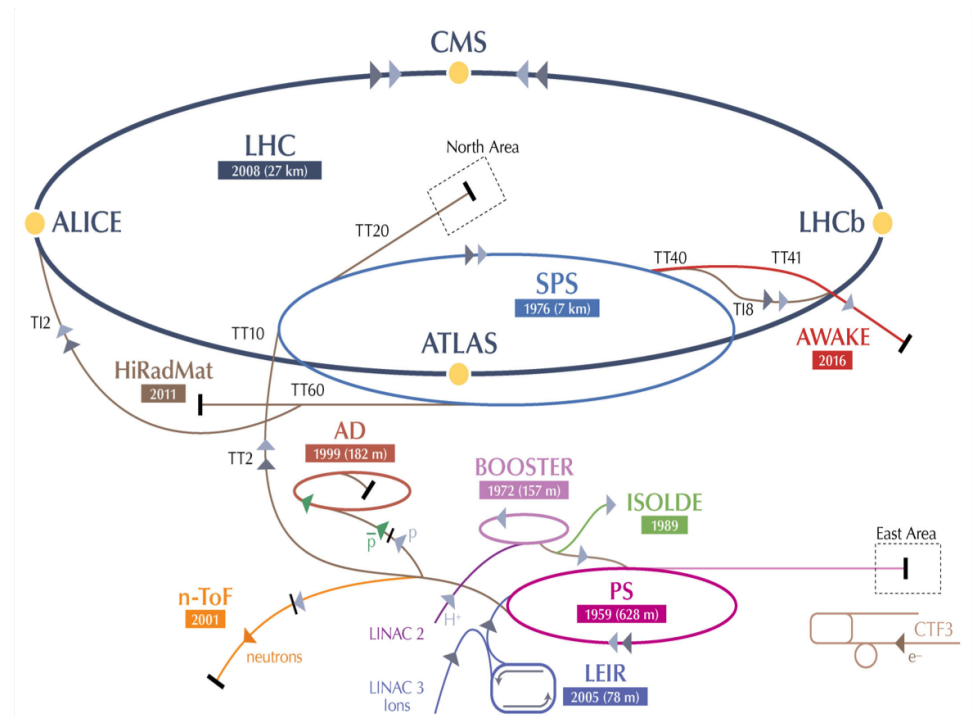 CMS
LHC
2008 (27 km)
North Area
ALICE
TT20
LHCb
TT40
TT41
SPS
1976 (7 km)
TI8
TI2
TT10
ATLAS
AWAKE
2016
HiRadMat
2011
TT60
AD
1999 (182 m)
TT2
BOOSTER
1972 (157 m)
ISOLDE
1989
p̅
p
East Area
n-ToF
2001
PS
1959 (628 m)
H⁺
LINAC 2
neutrons
CTF3
e⁻
LEIR
2005 (78 m)
LINAC 3
Ions